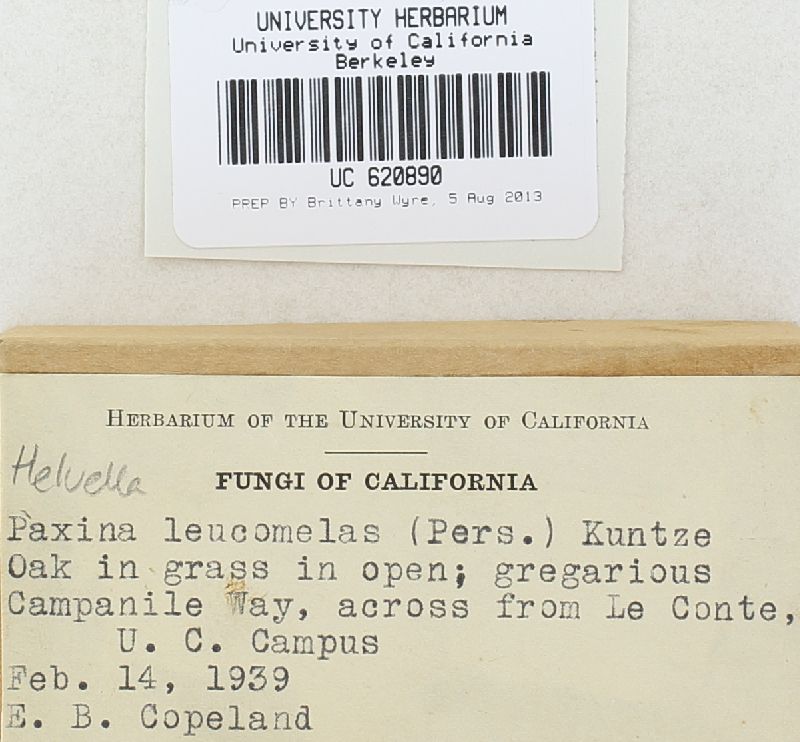 UNIVERSITY HERBARIUM
University of California
Berkeley
UC 620890
PREP BY Brittany Wyre, 5 Aug 2013
HERBARIUM OF THE UNIVERSITY OF CALIFORNIA
Helvella
FUNGI OF CALIFORNIA
Paxina leucomelas (Pers.) Kuntze
Oak in grass in open; gregarious
Campanile Way, across from Le Conte,
U. C. Campus
Feb. 14, 1939
E. B. Copeland